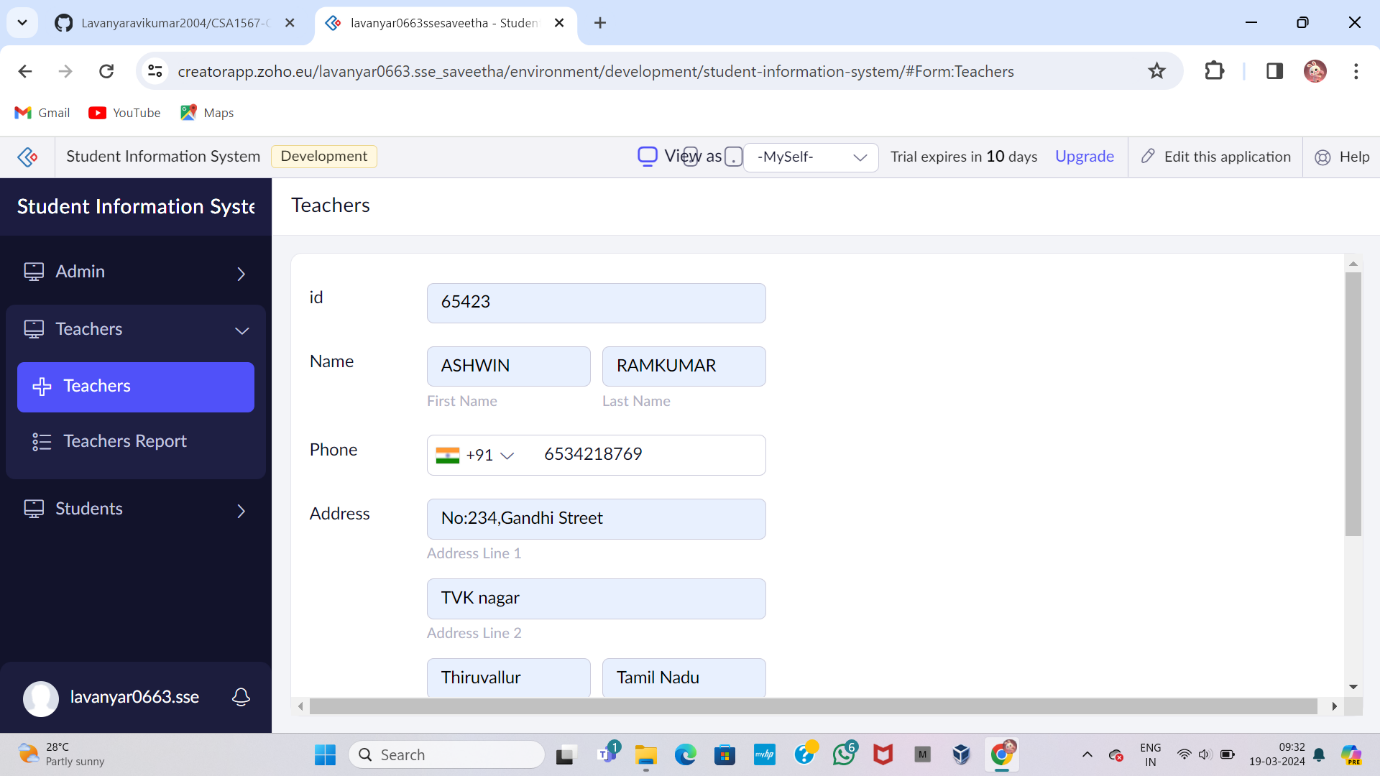 Lavanyaravikumar2004/CSA1567-C
lavanyar0663ssesaveetha - Studen
creatorapp.zoho.eu/lavanyar0663.sse_saveetha/environment/development/student-information-system/#Form:Teachers
Gmail
YouTube
Maps
Student Information System
Development
View as
-MySelf-
Trial expires in 10 days
Upgrade
Edit this application
Help
Student Information Syste
Admin
Teachers
Teachers
Teachers Report
Students
lavanyar0663.sse
Teachers
id
65423
Name
ASHWIN
RAMKUMAR
First Name
Last Name
Phone
+91
6534218769
Address
No:234,Gandhi Street
Address Line 1
TVK nagar
Address Line 2
Thiruvallur
Tamil Nadu
28°C
Partly sunny
Search
1
myhp
6
M
ENG
IN
09:32
19-03-2024
PRE